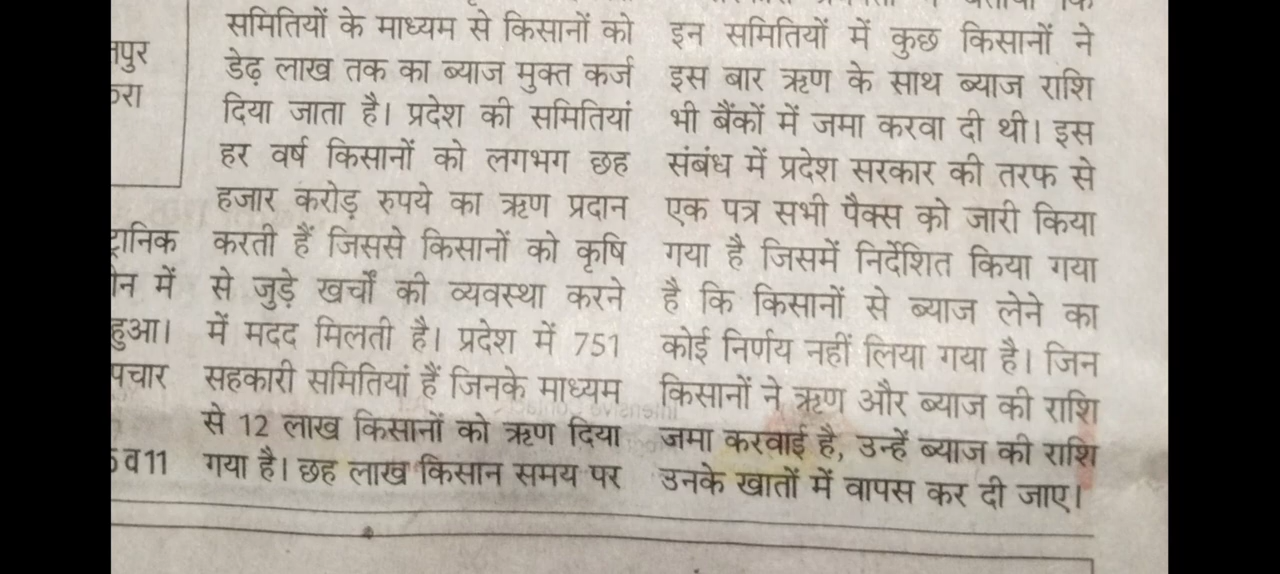 समितियों के माध्यम से किसानों को
डेढ़ लाख तक का ब्याज मुक्त कर्ज
दिया जाता है। प्रदेश की समितियां
हर वर्ष किसानों को लगभग छह
हजार करोड़ रुपये का ऋण प्रदान
करती हैं जिससे किसानों को कृषि
से जुड़े खर्चों की व्यवस्था करने
में मदद मिलती है। प्रदेश में 751
सहकारी समितियां हैं जिनके माध्यम
से 12 लाख किसानों को ऋण दिया
गया है। छह लाख किसान समय पर
इन समितियों में कुछ किसानों ने
इस बार ऋण के साथ ब्याज राशि
भी बैंकों में जमा करवा दी थी। इस
संबंध में प्रदेश सरकार की तरफ से
एक पत्र सभी पैक्स को जारी किया
गया है जिसमें निर्देशित किया गया
है कि किसानों से ब्याज लेने का
कोई निर्णय नहीं लिया गया है। जिन
किसानों ने ऋण और ब्याज की राशि
जमा करवाई है, उन्हें ब्याज की राशि
उनके खातों में वापस कर दी जाए।
में
हुआ।
व 11